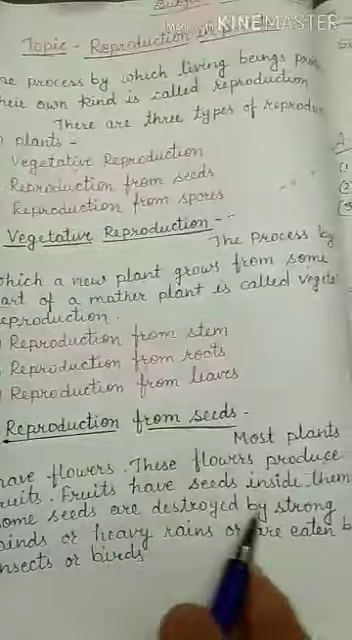 Made with KINEMASTER
Topic - Reproduction in
process by which living beings
their own kind is called reproduction
There are three types of
plants -
Vegetative Reproduction
Reproduction from seeds
Reproduction from spores
Vegetative Reproduction -
The Process by
which a new plant grows from some
part of a mother plant is called
reproduction.
Reproduction from stem
Reproduction from roots
Reproduction from leaves
Reproduction from seeds -
Most plants
have flowers. These flowers produce
fruits. Fruits have seeds inside them
some seeds are destroyed by strong
winds or heavy rains or are eaten
insects or birds